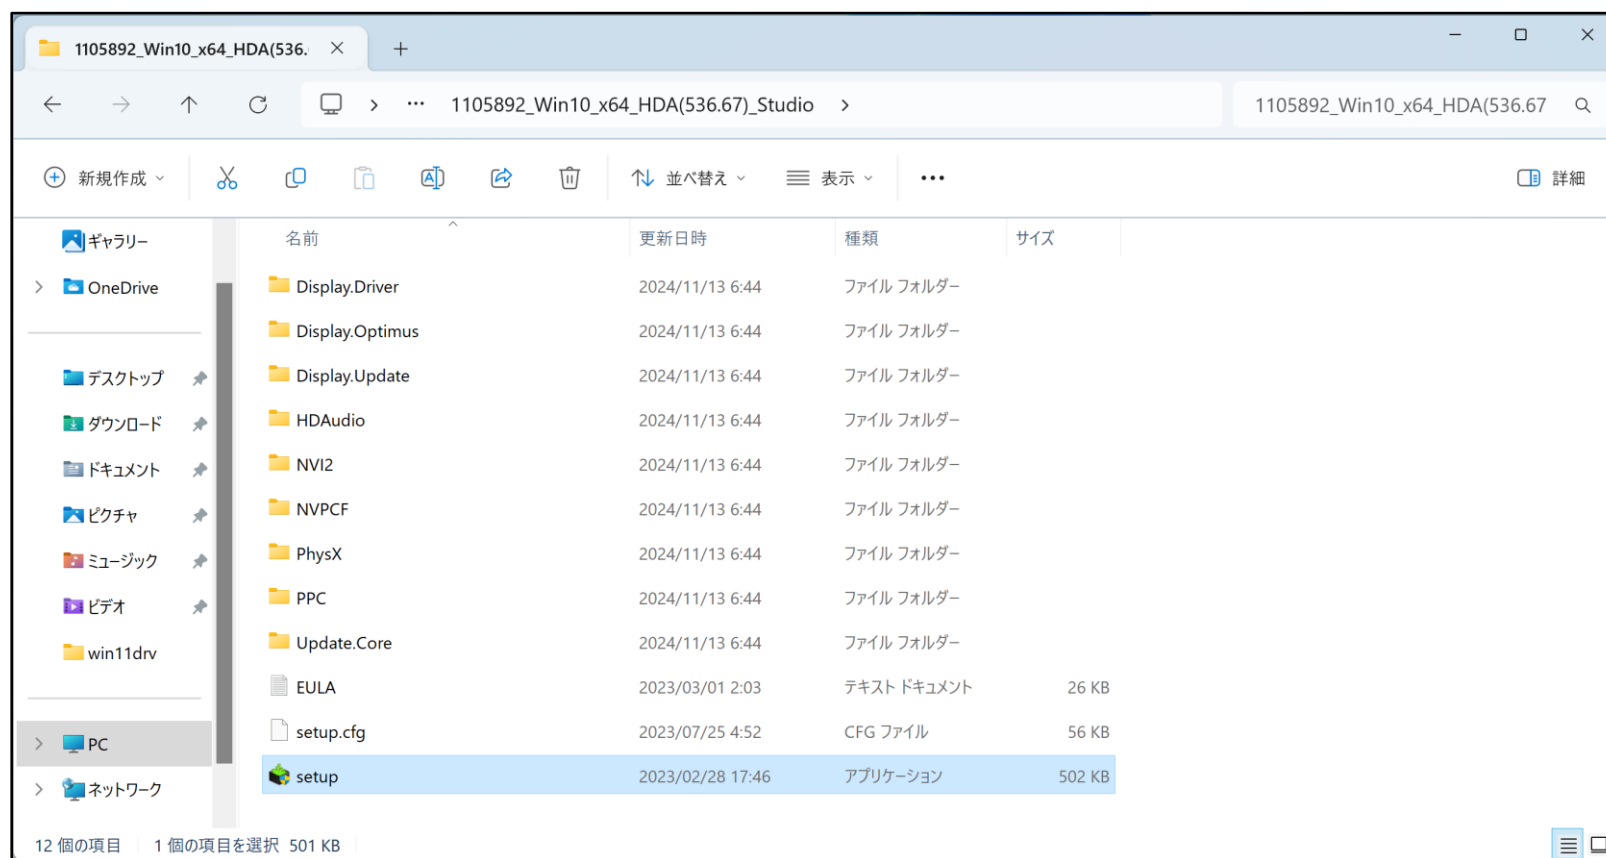 1105892_Win10_x64_HDA(536.
1105892_Win10_x64_HDA(536.67)_Studio
1105892_Win10_x64_HDA(536.67
新規作成 並べ替え 表示 詳細
名前 更新日時 種類 サイズ
ギャラリー
OneDrive
デスクトップ
ダウンロード
ドキュメント
ピクチャ
ミュージック
ビデオ
win11drv
PC
ネットワーク
Display.Driver 2024/11/13 6:44 ファイル フォルダー
Display.Optimus 2024/11/13 6:44 ファイル フォルダー
Display.Update 2024/11/13 6:44 ファイル フォルダー
HDAudio 2024/11/13 6:44 ファイル フォルダー
NVI2 2024/11/13 6:44 ファイル フォルダー
NVPCF 2024/11/13 6:44 ファイル フォルダー
PhysX 2024/11/13 6:44 ファイル フォルダー
PPC 2024/11/13 6:44 ファイル フォルダー
Update.Core 2024/11/13 6:44 ファイル フォルダー
EULA 2023/03/01 2:03 テキスト ドキュメント 26 KB
setup.cfg 2023/07/25 4:52 CFG ファイル 56 KB
setup 2023/02/28 17:46 アプリケーション 502 KB
12 個の項目 1 個の項目を選択 501 KB